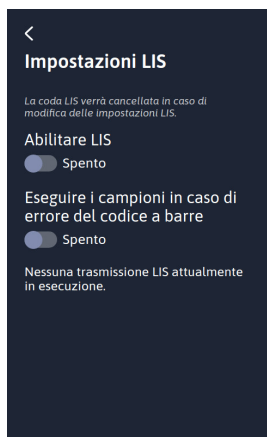 Impostazioni LIS
La coda LIS verrà cancellata in caso di
modifica delle impostazioni LIS.
Abilitare LIS
Spento
Eseguire i campioni in caso di
errore del codice a barre
Spento
Nessuna trasmissione LIS attualmente
in esecuzione.